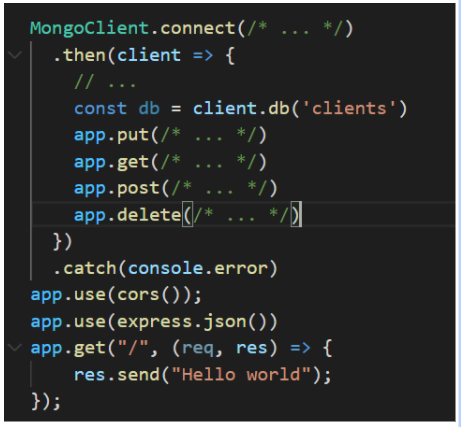 MongoClient.connect(/* ... */)
.then(client => {
// ...
const db = client.db('clients')
app.put(/* ... */)
app.get(/* ... */)
app.post(/* ... */)
app.delete(/* ... */)
})
.catch(console.error)
app.use(cors());
app.use(express.json())
app.get("/", (req, res) => {
res.send("Hello world");
});